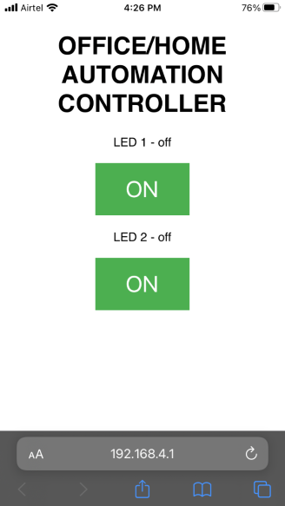 Airtel 4:26 PM 76%
OFFICE/HOME
AUTOMATION
CONTROLLER
LED 1 - off
ON
LED 2 - off
ON
AA 192.168.4.1